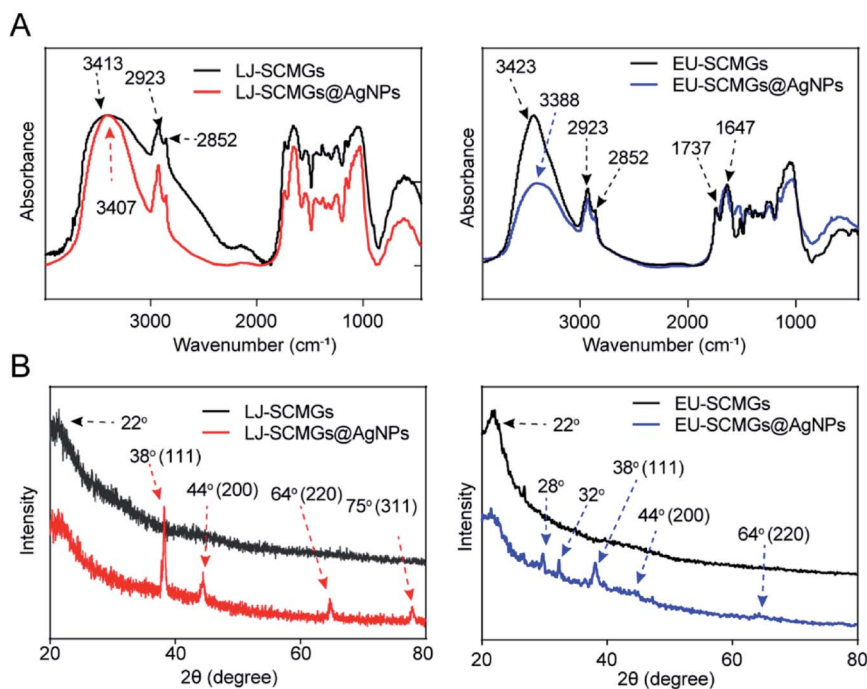 A
3413
2923
LJ-SCMGs
LJ-SCMGs@AgNPs
2852
3407
Absorbance
3000
2000
1000
Wavenumber (cm⁻¹)
3423
3388
2923
2852
EU-SCMGs
EU-SCMGs@AgNPs
1737
1647
Absorbance
3000
2000
1000
Wavenumber (cm⁻¹)
B
22°
LJ-SCMGs
LJ-SCMGs@AgNPs
38° (111)
44° (200)
64° (220)
75° (311)
Intensity
20
40
60
80
2θ (degree)
22°
EU-SCMGs
EU-SCMGs@AgNPs
28°
32°
38° (111)
44° (200)
64° (220)
Intensity
20
40
60
80
2θ (degree)